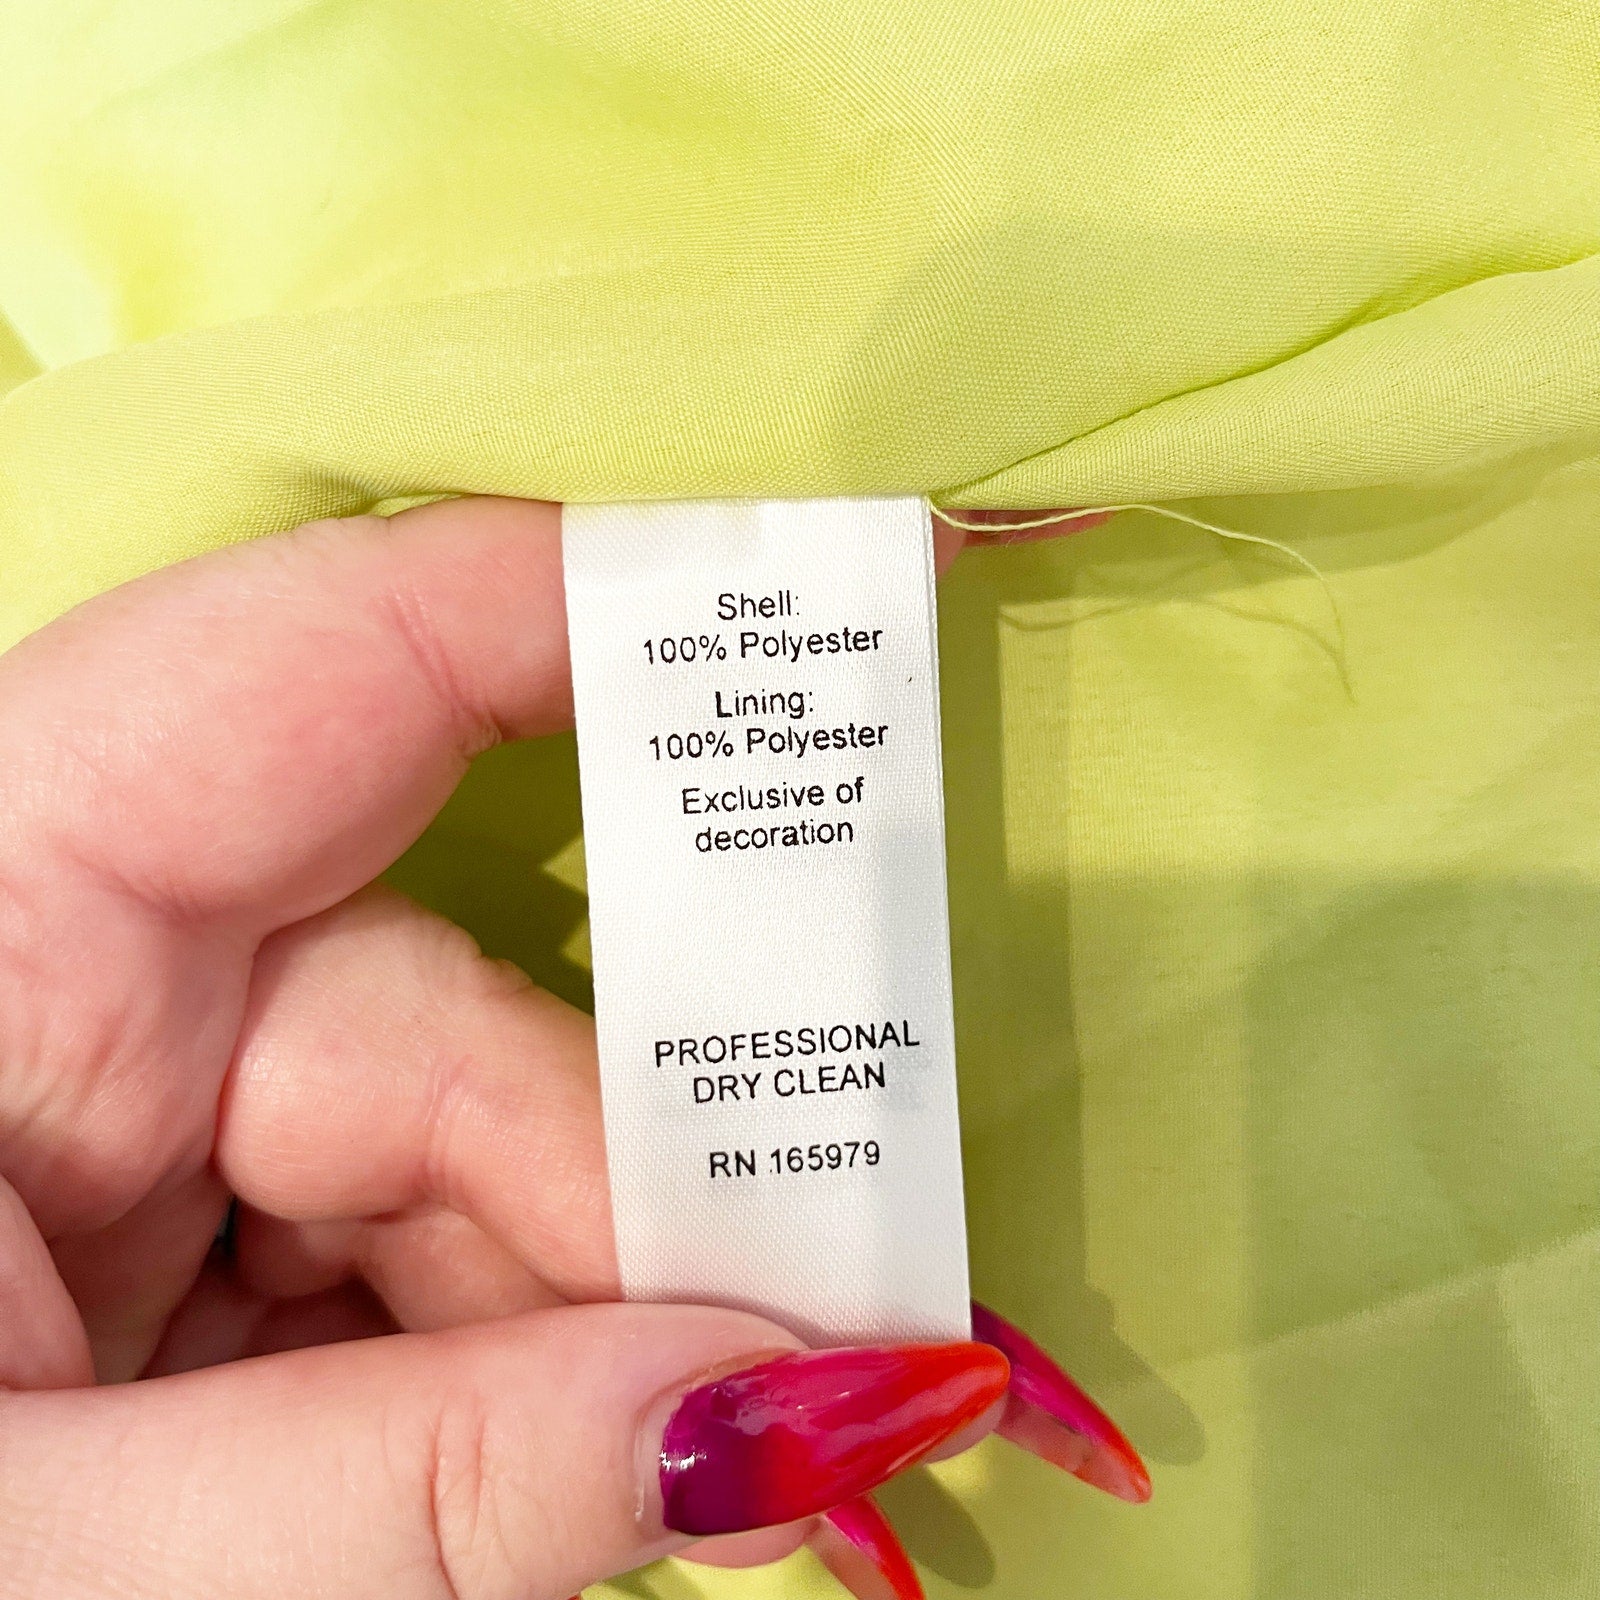 Shell:
100% Polyester
Lining:
100% Polyester
Exclusive of
decoration
PROFESSIONAL
DRY CLEAN
RN 165979